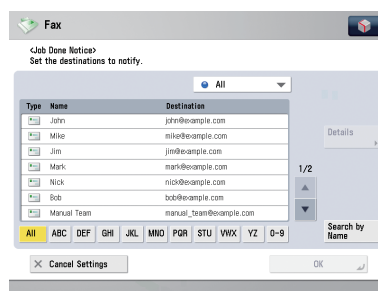 Fax
<Job Done Notice>
Set the destinations to notify.
All
Type Name Destination
John john@example.com
Mike mike@example.com
Jim jim@example.com
Mark mark@example.com
Nick nick@example.com
Bob bob@example.com
Manual Team manual_team@example.com
Details
1/2
All ABC DEF GHI JKL MNO PQR STU VWX YZ 0-9
Search by
Name
Cancel Settings
OK